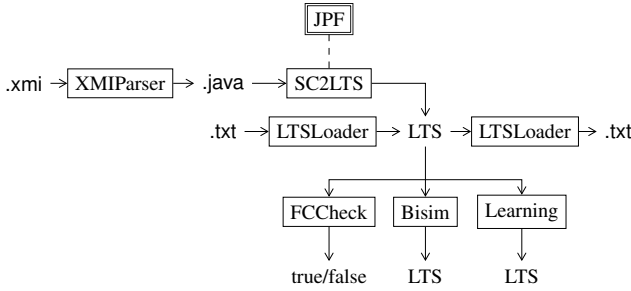 JPF
.xmi XMIParser .java SC2LTS
.txt LTSLoader LTS LTSLoader .txt
FCCheck Bisim Learning
true/false LTS LTS